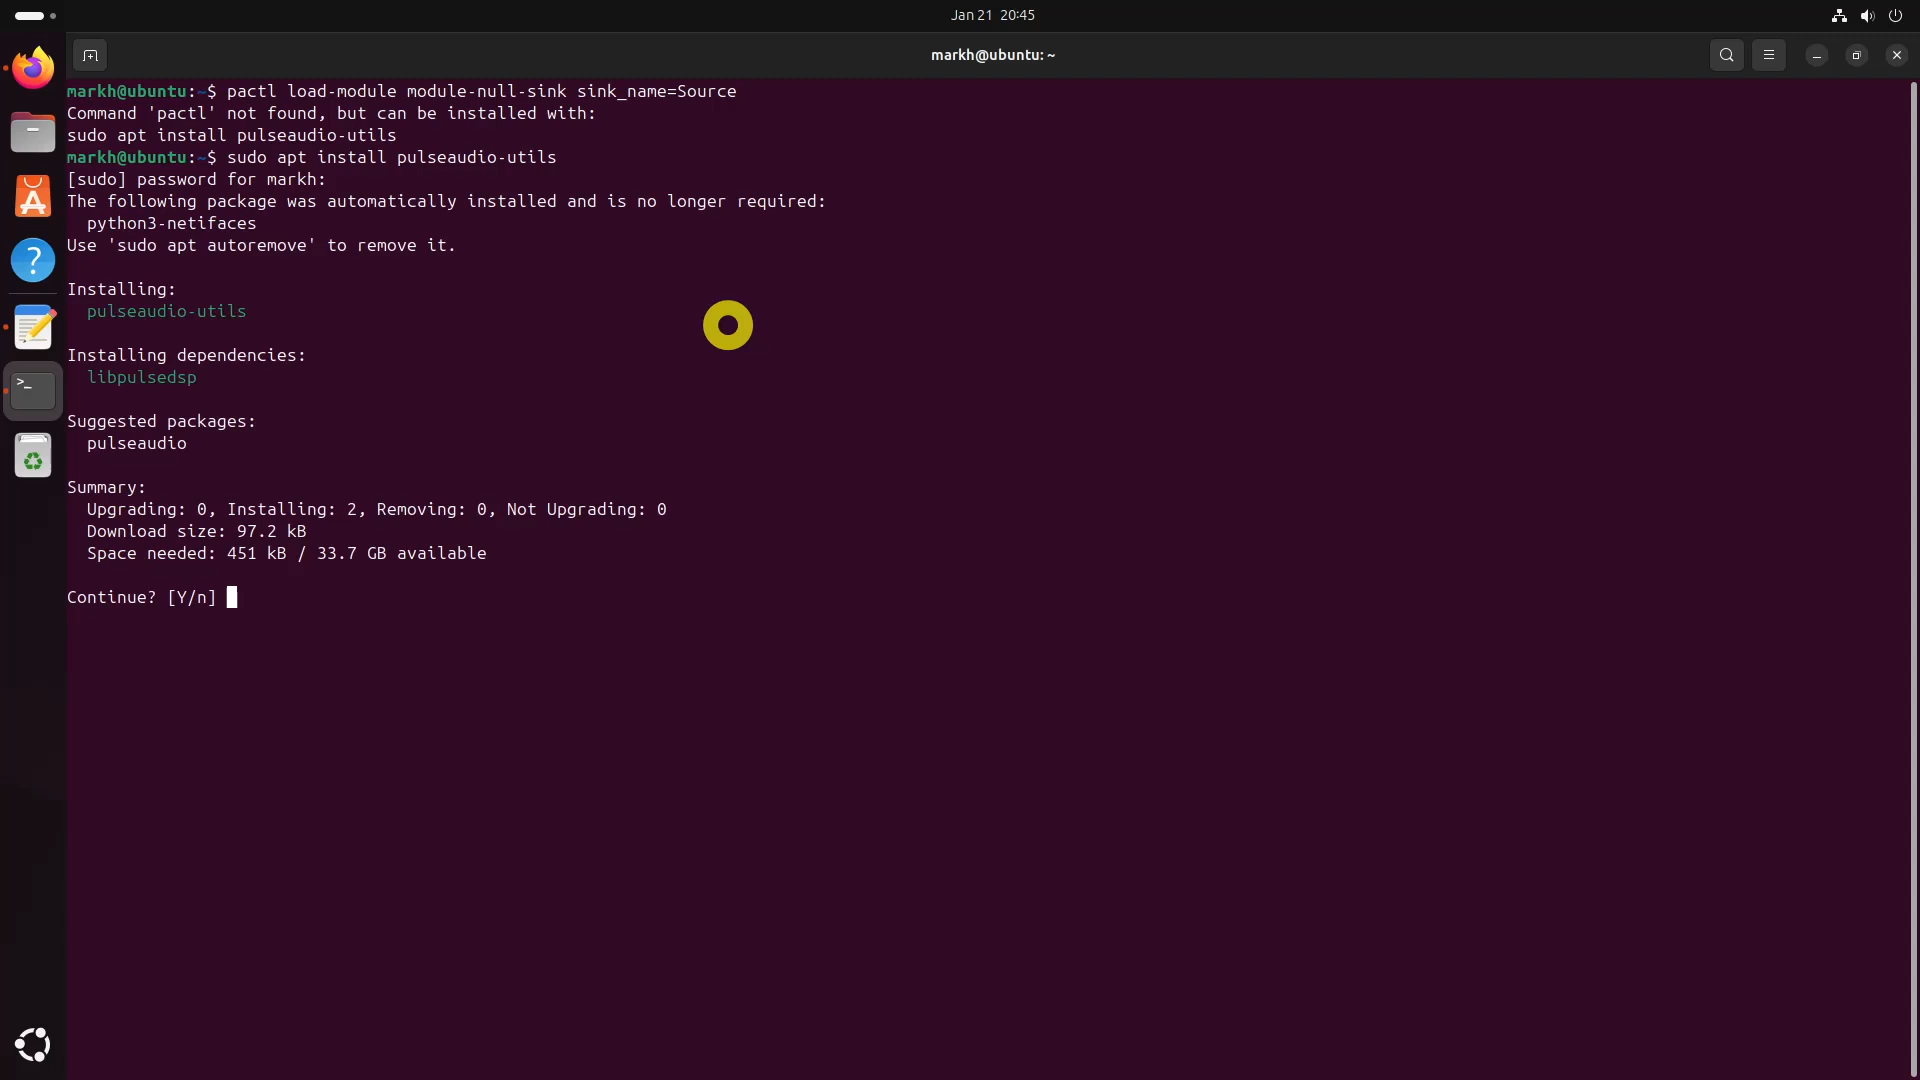 Jan 21 20:45
markh@ubuntu: ~
markh@ubuntu:~$ pactl load-module module-null-sink sink_name=Source
Command 'pactl' not found, but can be installed with:
sudo apt install pulseaudio-utils
markh@ubuntu:~$ sudo apt install pulseaudio-utils
[sudo] password for markh:
The following package was automatically installed and is no longer required:
python3-netifaces
Use 'sudo apt autoremove' to remove it.
Installing:
pulseaudio-utils
Installing dependencies:
libpulsedsp
Suggested packages:
pulseaudio
Summary:
Upgrading: 0, Installing: 2, Removing: 0, Not Upgrading: 0
Download size: 97.2 kB
Space needed: 451 kB / 33.7 GB available
Continue? [Y/n]